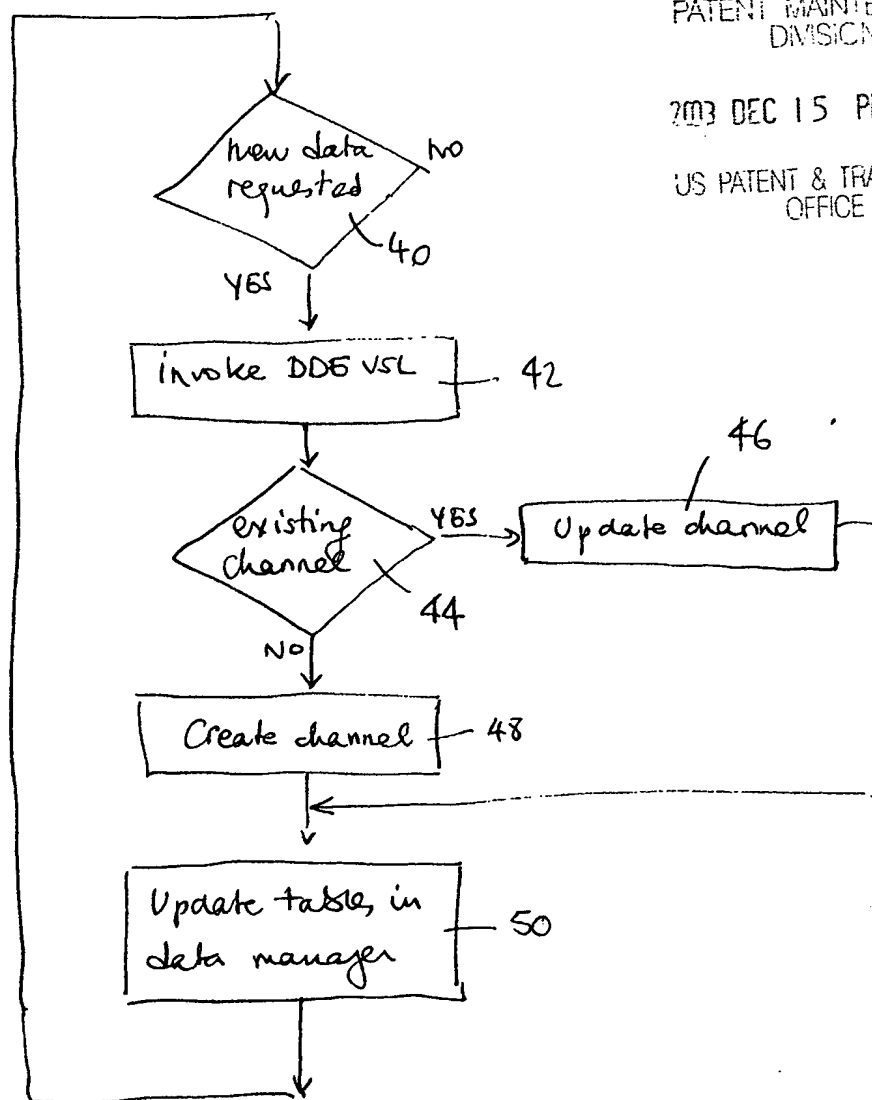 PATENT MAINTE
DIVISION
2003 DEC 15 P
US PATENT & TRA
OFFICE
new data
requested
NO
40
YES
invoke DDE VSL
42
46
existing
channel
YES
Update channel
44
NO
Create channel
48
Update tables in
data manager
50